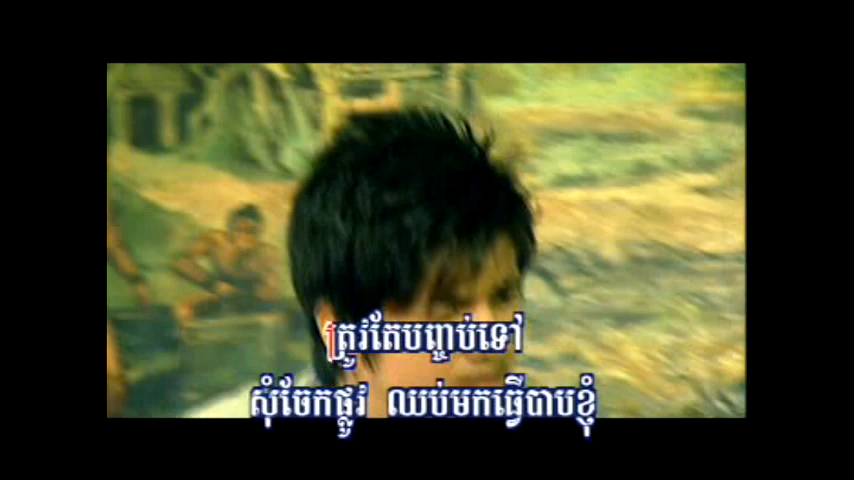 ត្រូវតែបញ្ចប់ទៅ
សុំចែកផ្លូវ ឈប់មកធ្វើបាបខ្ញុំ